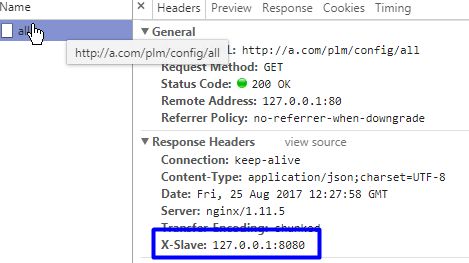 Name
Headers Preview Response Cookies Timing
General
http://a.com/plm/config/all
http://a.com/plm/config/all
Request Method: GET
Status Code: 200 OK
Remote Address: 127.0.0.1:80
Referrer Policy: no-referrer-when-downgrade
Response Headers view source
Connection: keep-alive
Content-Type: application/json;charset=UTF-8
Date: Fri, 25 Aug 2017 12:27:58 GMT
Server: nginx/1.11.5
Transfer-Encoding: chunked
X-Slave: 127.0.0.1:8080